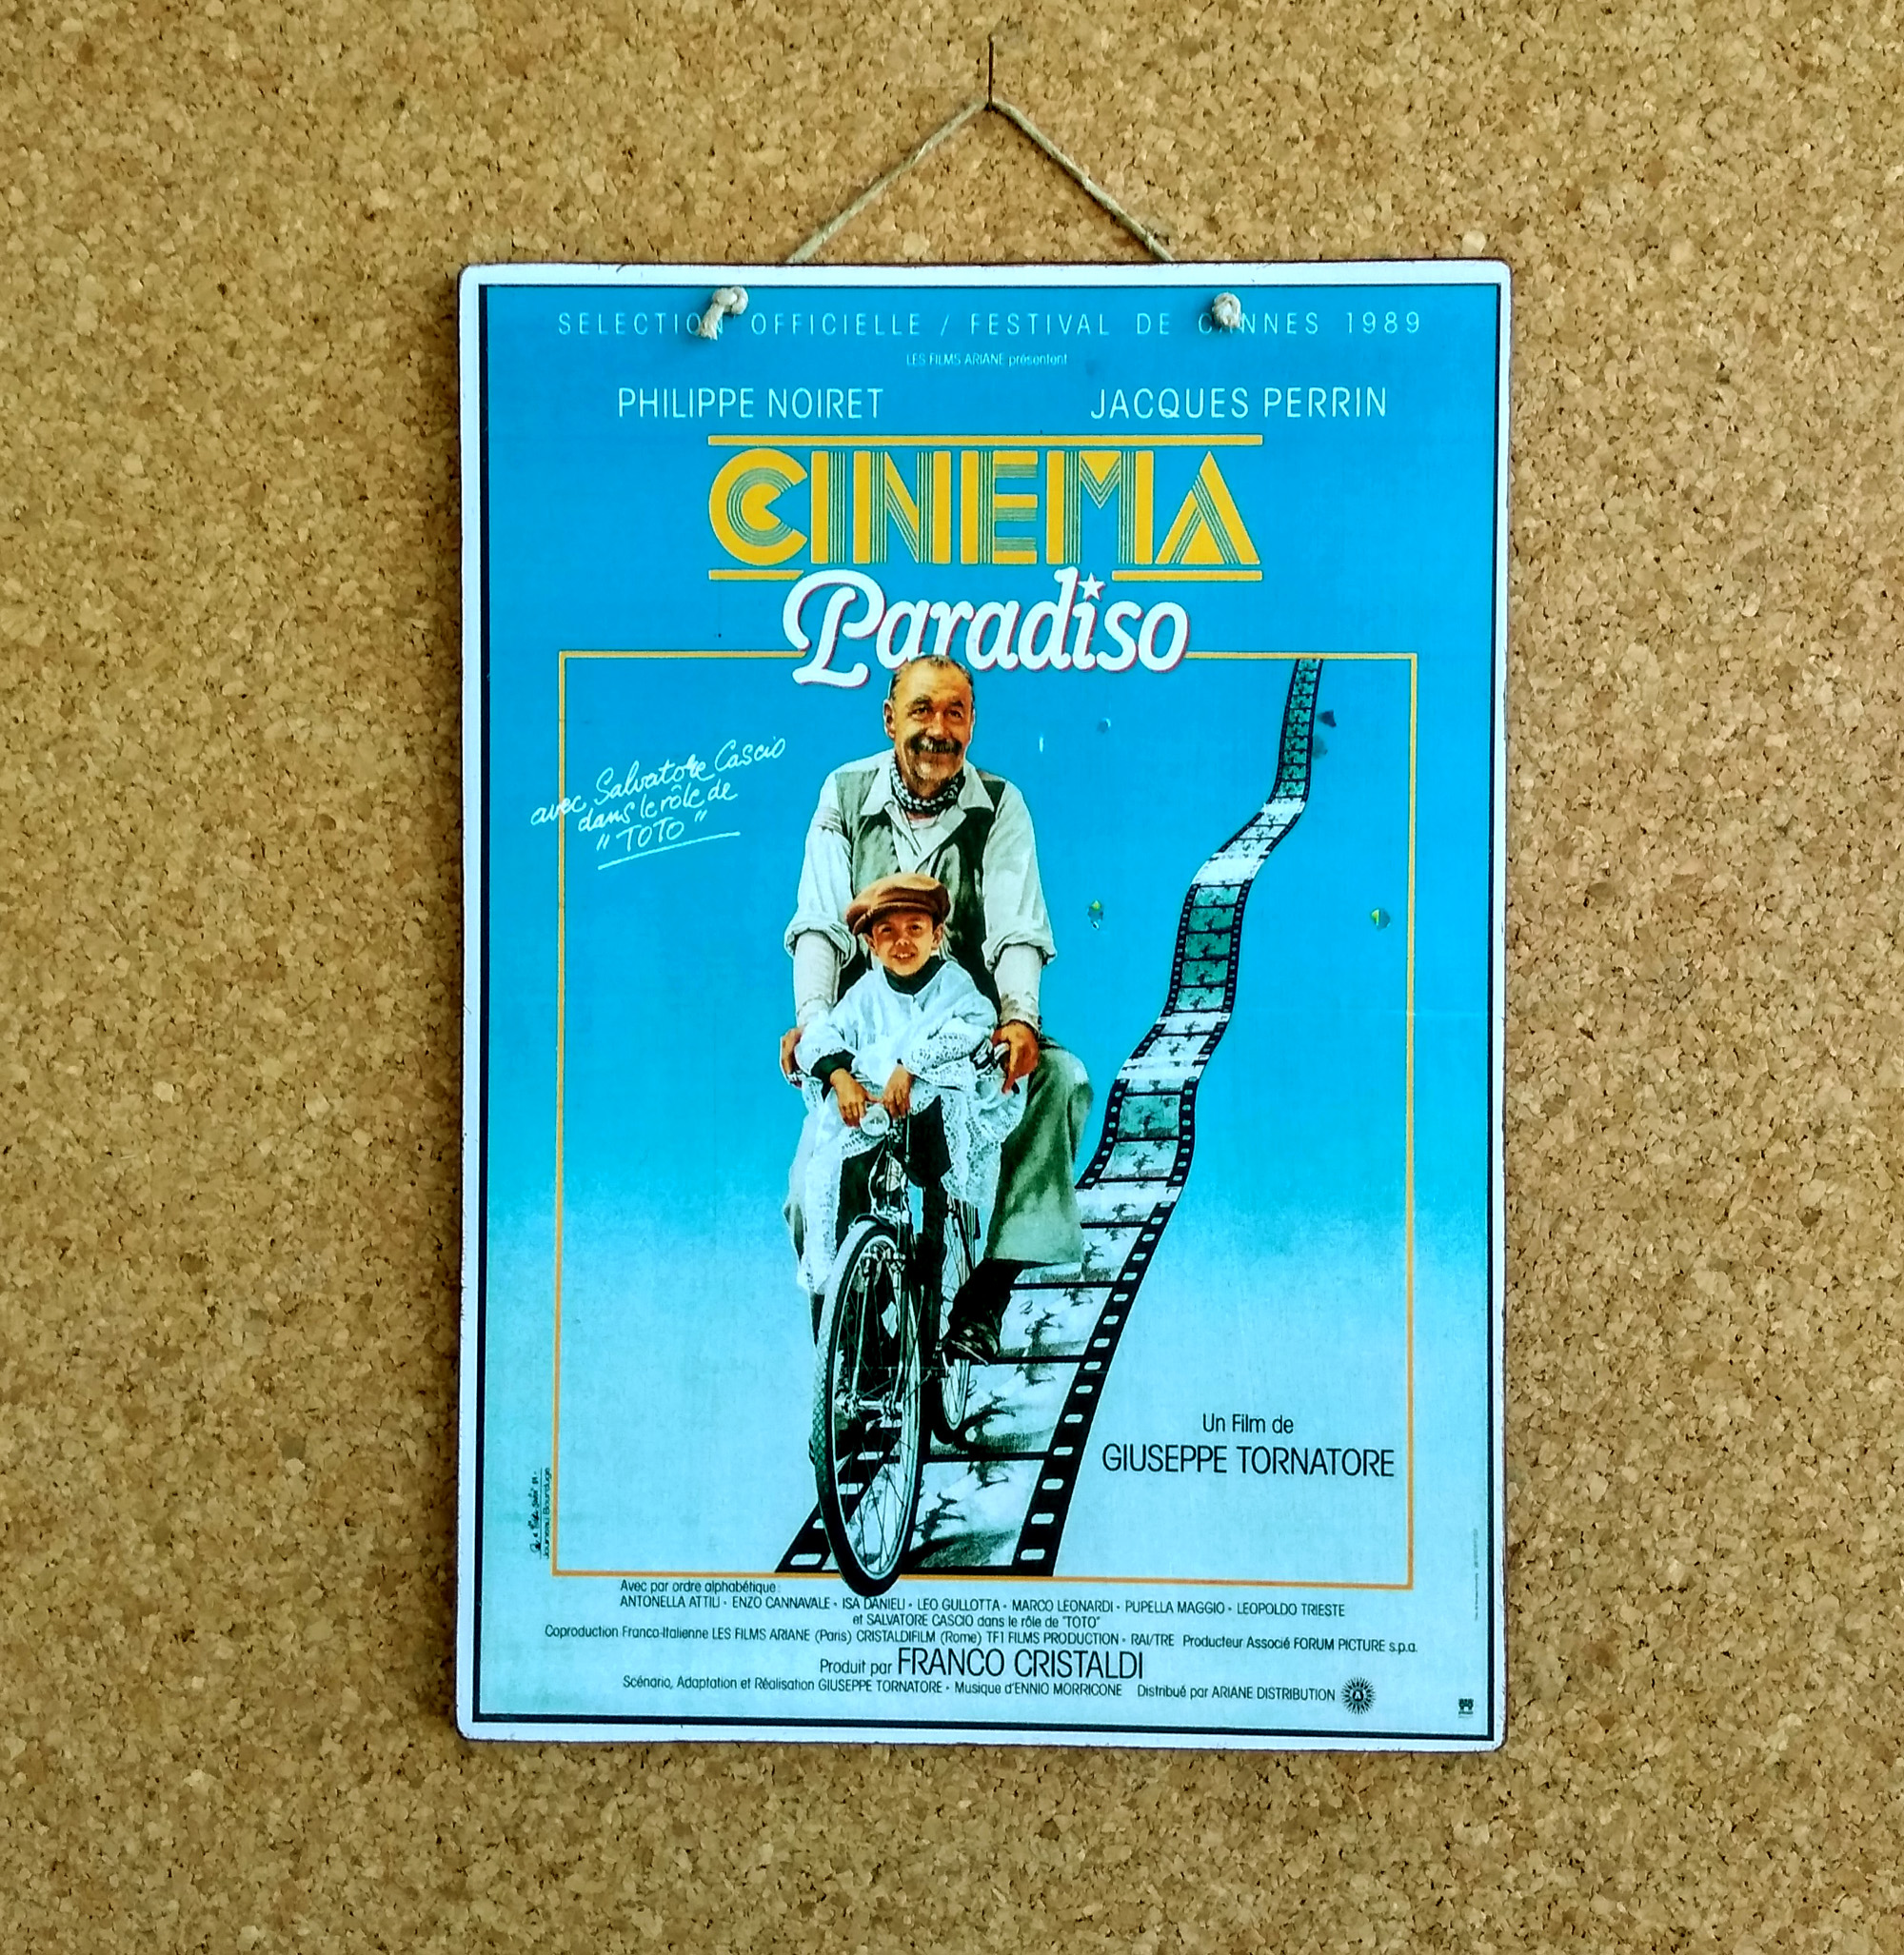 SELECTION OFFICIELLE / FESTIVAL DE CANNES 1989
LES FILMS ARIANE présentent
PHILIPPE NOIRET JACQUES PERRIN
CINEMA
Paradiso
avec Salvatore Cascio
dans le rôle de
"TOTO"
Un Film de
GIUSEPPE TORNATORE
Avec par ordre alphabétique:
ANTONELLA ATTILI - ENZO CANNAVALE - ISA DANIELI - LEO GULLOTTA - MARCO LEONARDI - PUPELLA MAGGIO - LEOPOLDO TRIESTE
et SALVATORE CASCIO dans le rôle de "TOTO"
Coproduction Franco-Italienne LES FILMS ARIANE (Paris) CRISTALDIFILM (Rome) TF1 FILMS PRODUCTION - RAI/TRE Producteur Associé FORUM PICTURE s.p.a.
Produit par FRANCO CRISTALDI
Scénario, Adaptation et Réalisation GIUSEPPE TORNATORE - Musique d'ENNIO MORRICONE Distribué par ARIANE DISTRIBUTION